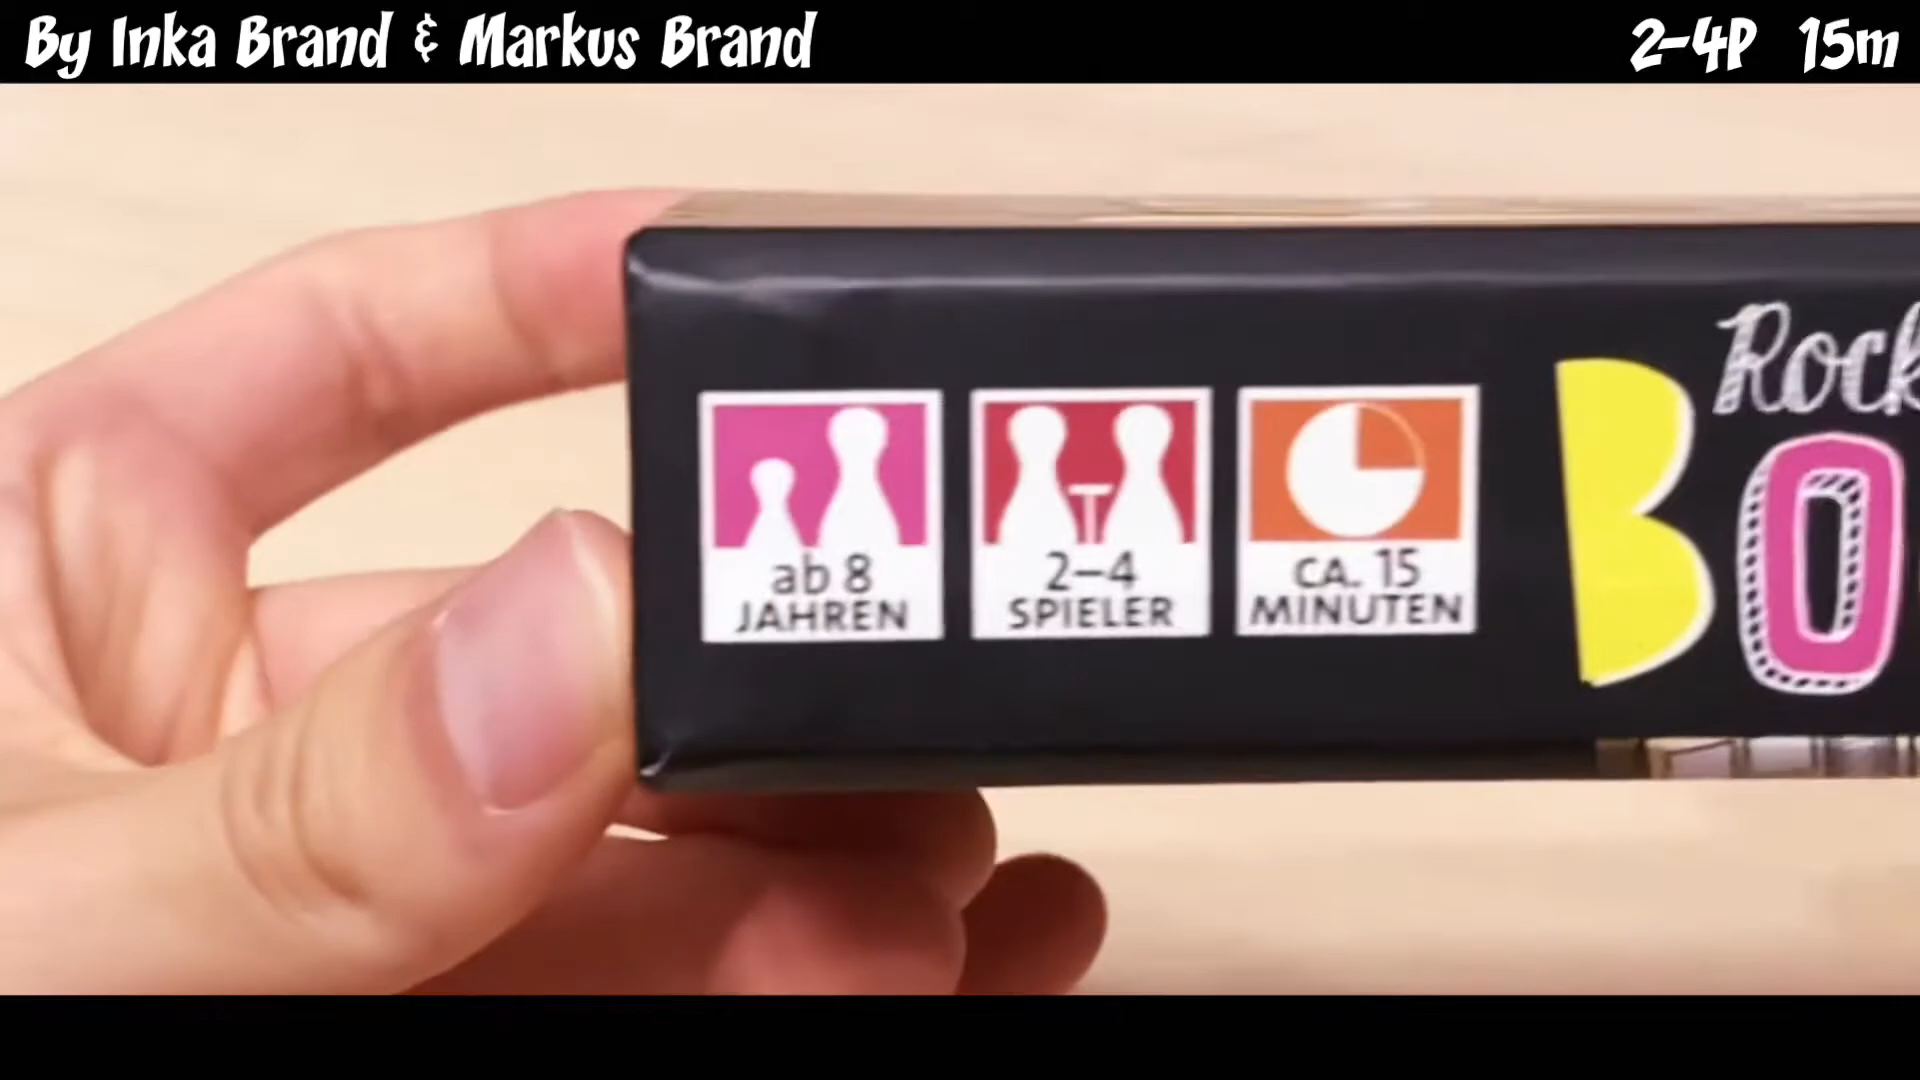 By Inka Brand & Markus Brand
2-4P 15m
ab 8
JAHREN
2–4
SPIELER
CA. 15
MINUTEN